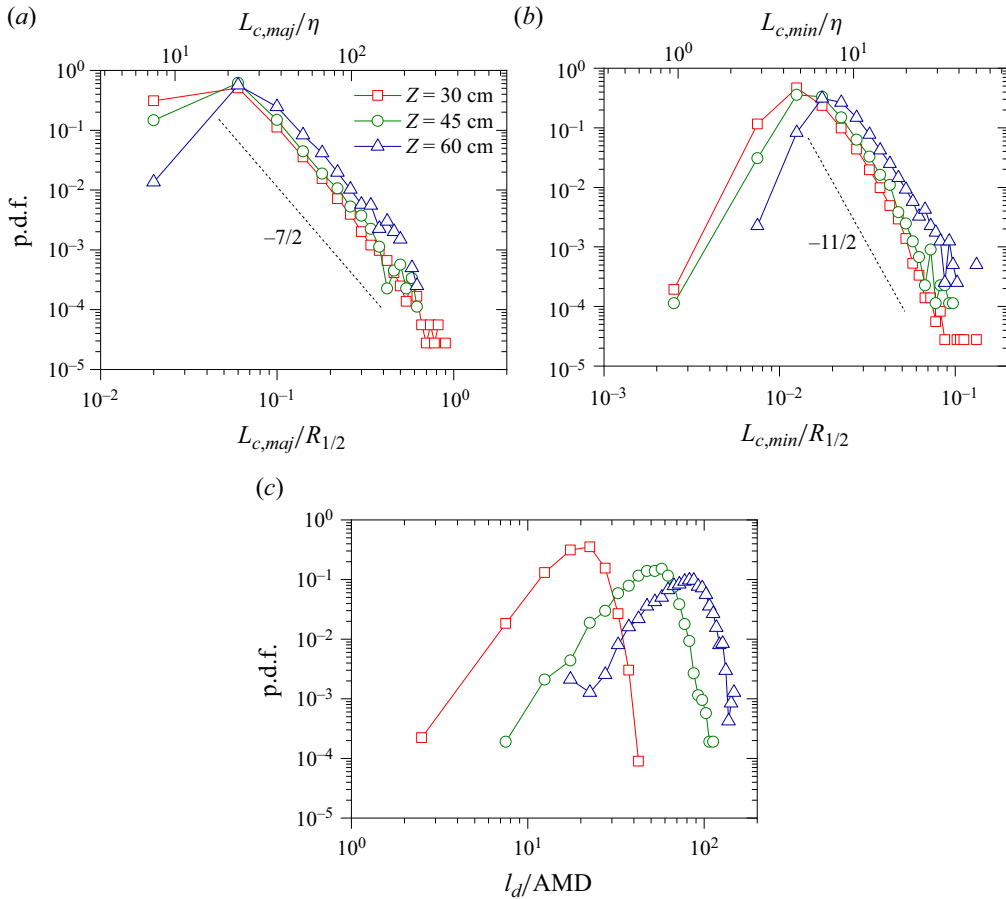 (a)
L_{c,maj}/η
10^1
10^2
10^0
10^{-1}
10^{-2}
10^{-3}
10^{-4}
10^{-5}
p.d.f.
Z = 30 cm
Z = 45 cm
Z = 60 cm
–7/2
10^{-2}
10^{-1}
10^0
L_{c,maj}/R_{1/2}
(b)
L_{c,min}/η
10^0
10^1
10^0
10^{-1}
10^{-2}
10^{-3}
10^{-4}
10^{-5}
–11/2
10^{-3}
10^{-2}
10^{-1}
L_{c,min}/R_{1/2}
(c)
10^0
10^{-1}
10^{-2}
10^{-3}
10^{-4}
10^{-5}
p.d.f.
10^0
10^1
10^2
l_d/AMD